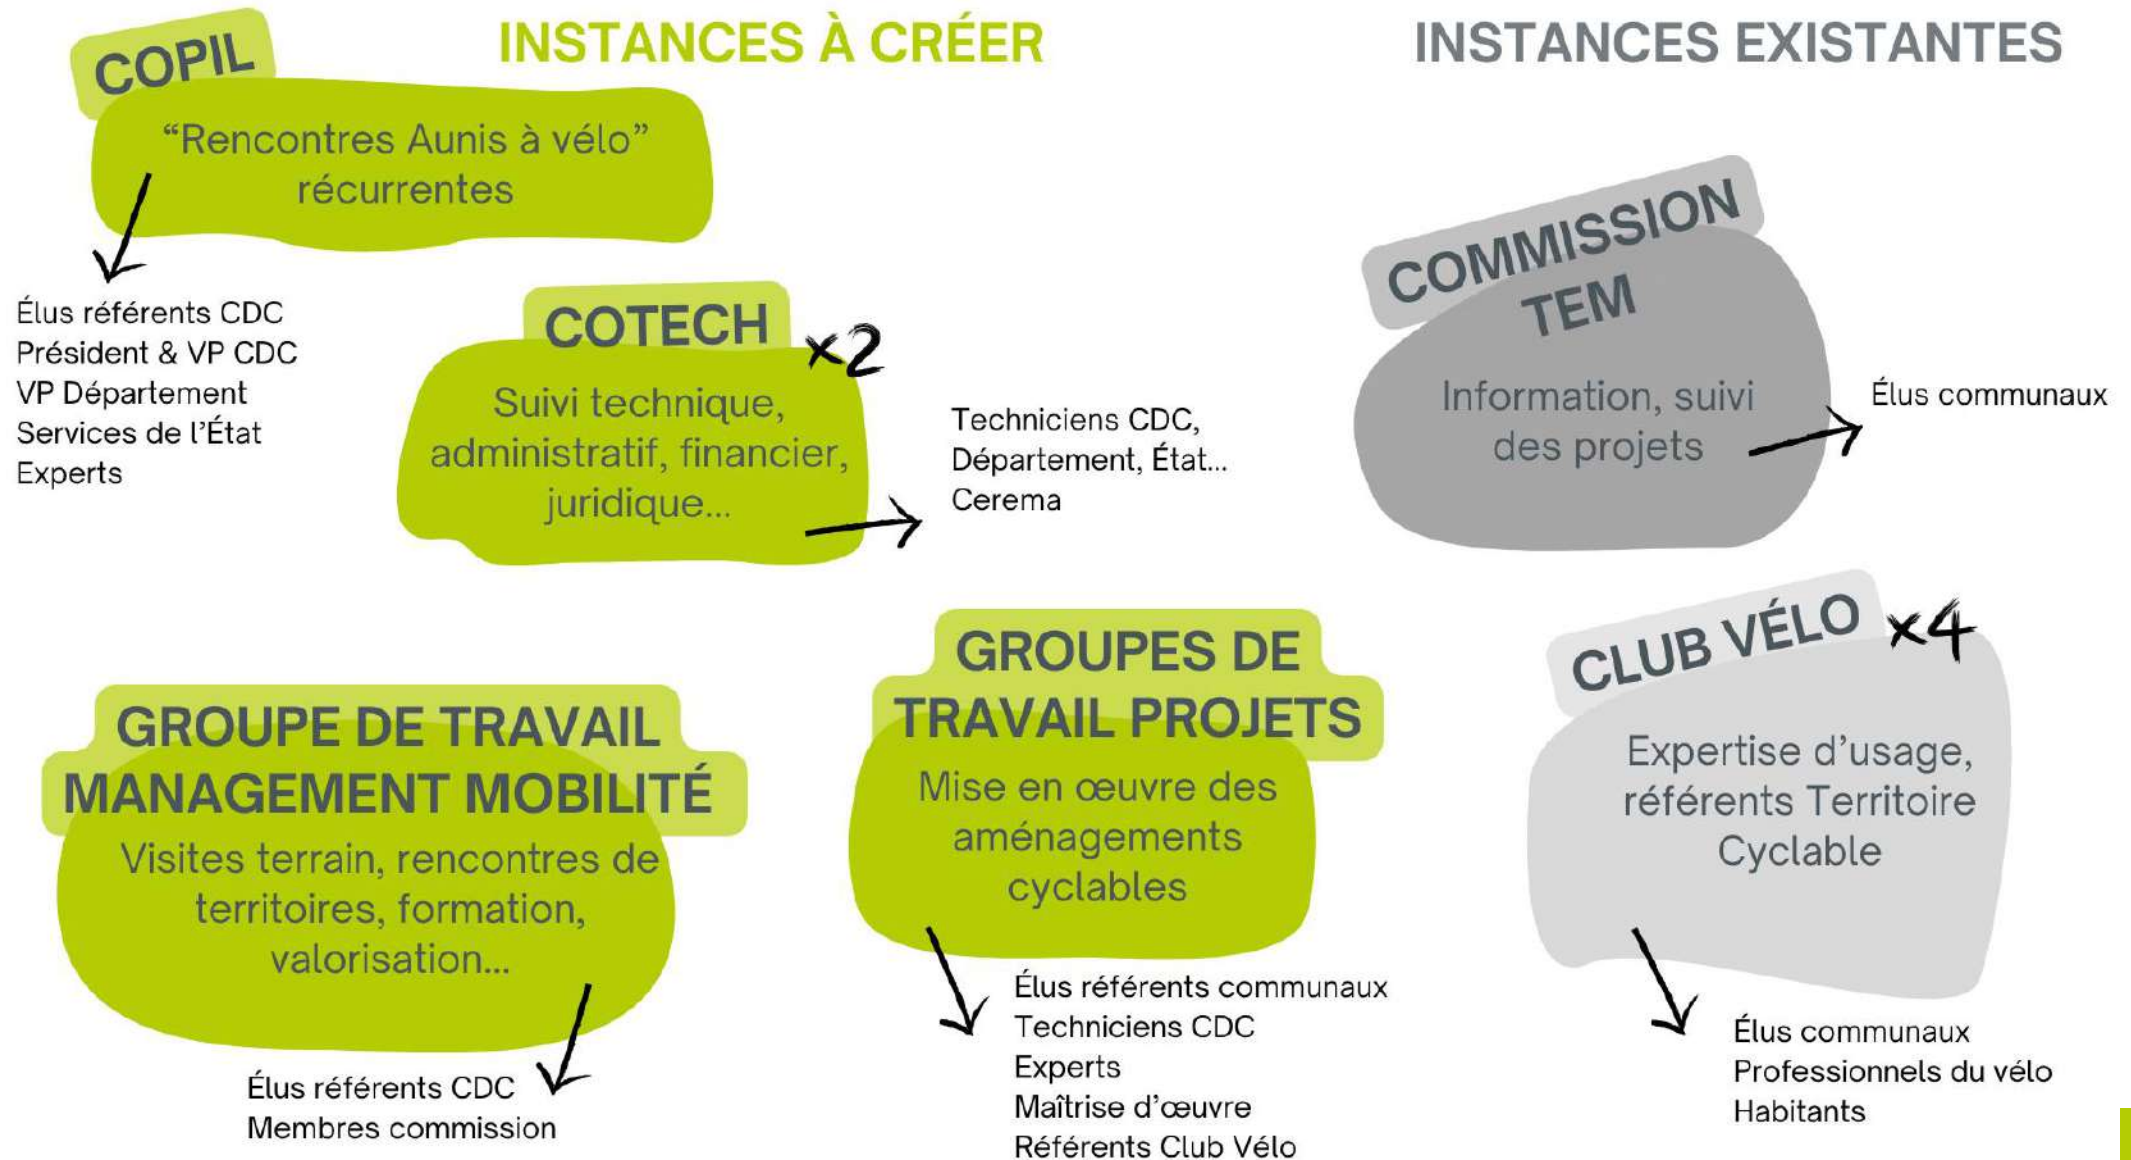 INSTANCES À CRÉER
INSTANCES EXISTANTES
COPIL
“Rencontres Aunis à vélo”
récurrentes
Élus référents CDC
Président & VP CDC
VP Département
Services de l’État
Experts
COTECH
x2
Suivi technique,
administratif, financier,
juridique...
Techniciens CDC,
Département, État...
Cerema
COMMISSION
TEM
Information, suivi
des projets
Élus communaux
GROUPE DE TRAVAIL
MANAGEMENT MOBILITÉ
Visites terrain, rencontres de
territoires, formation,
valorisation...
Élus référents CDC
Membres commission
GROUPES DE
TRAVAIL PROJETS
Mise en œuvre des
aménagements
cyclables
Élus référents communaux
Techniciens CDC
Experts
Maîtrise d’œuvre
Référents Club Vélo
CLUB VÉLO
x4
Expertise d’usage,
référents Territoire
Cyclable
Élus communaux
Professionnels du vélo
Habitants